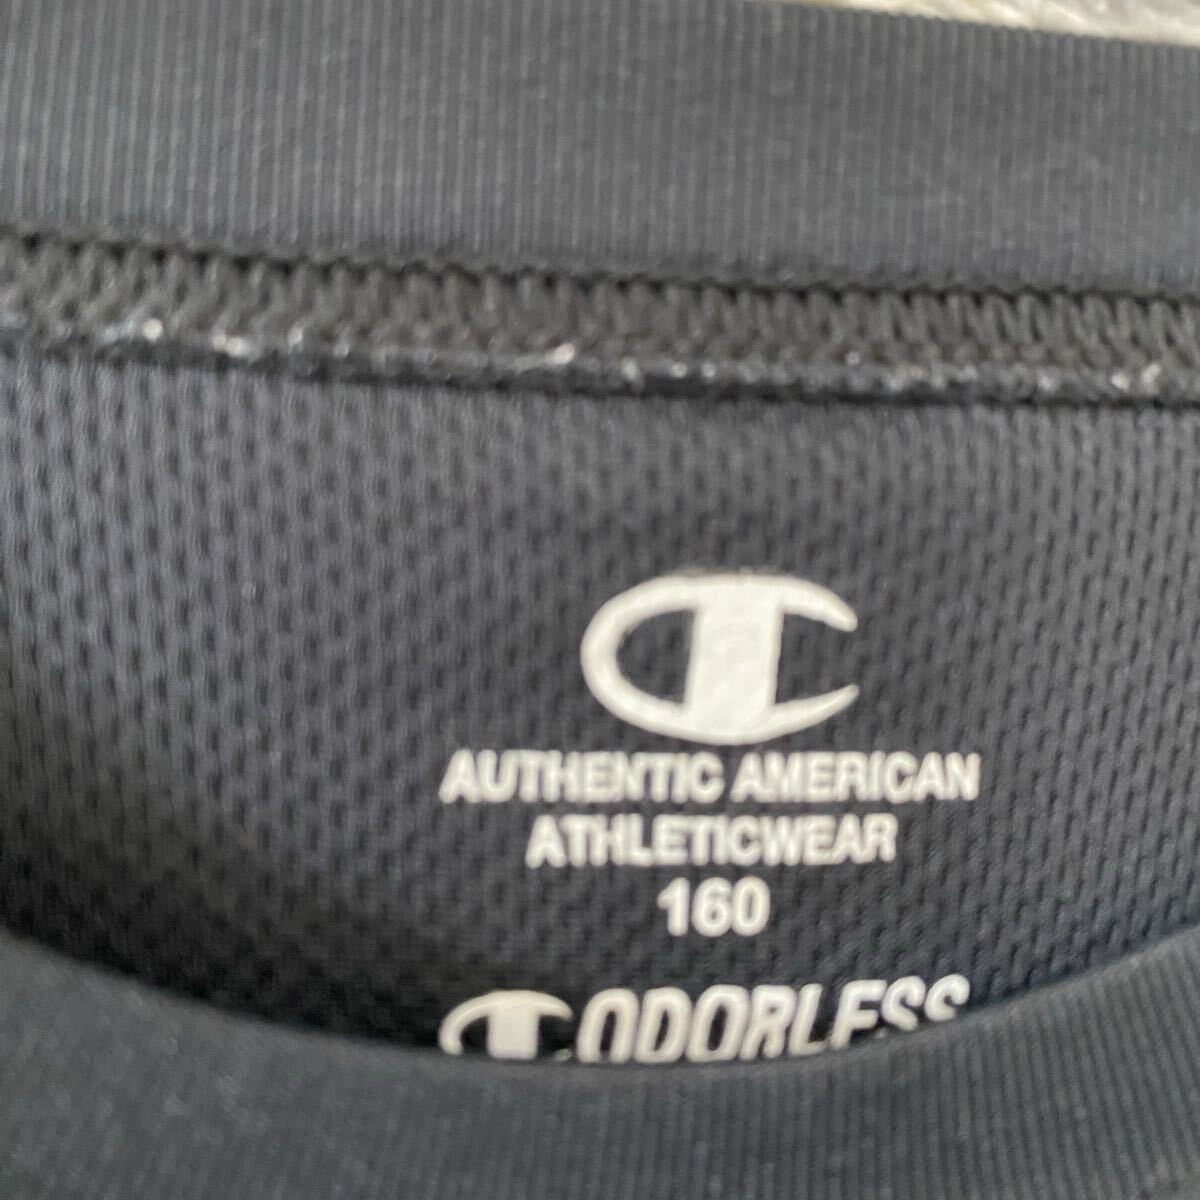 AUTHENTIC AMERICAN
ATHLETICWEAR
160
ODORLESS